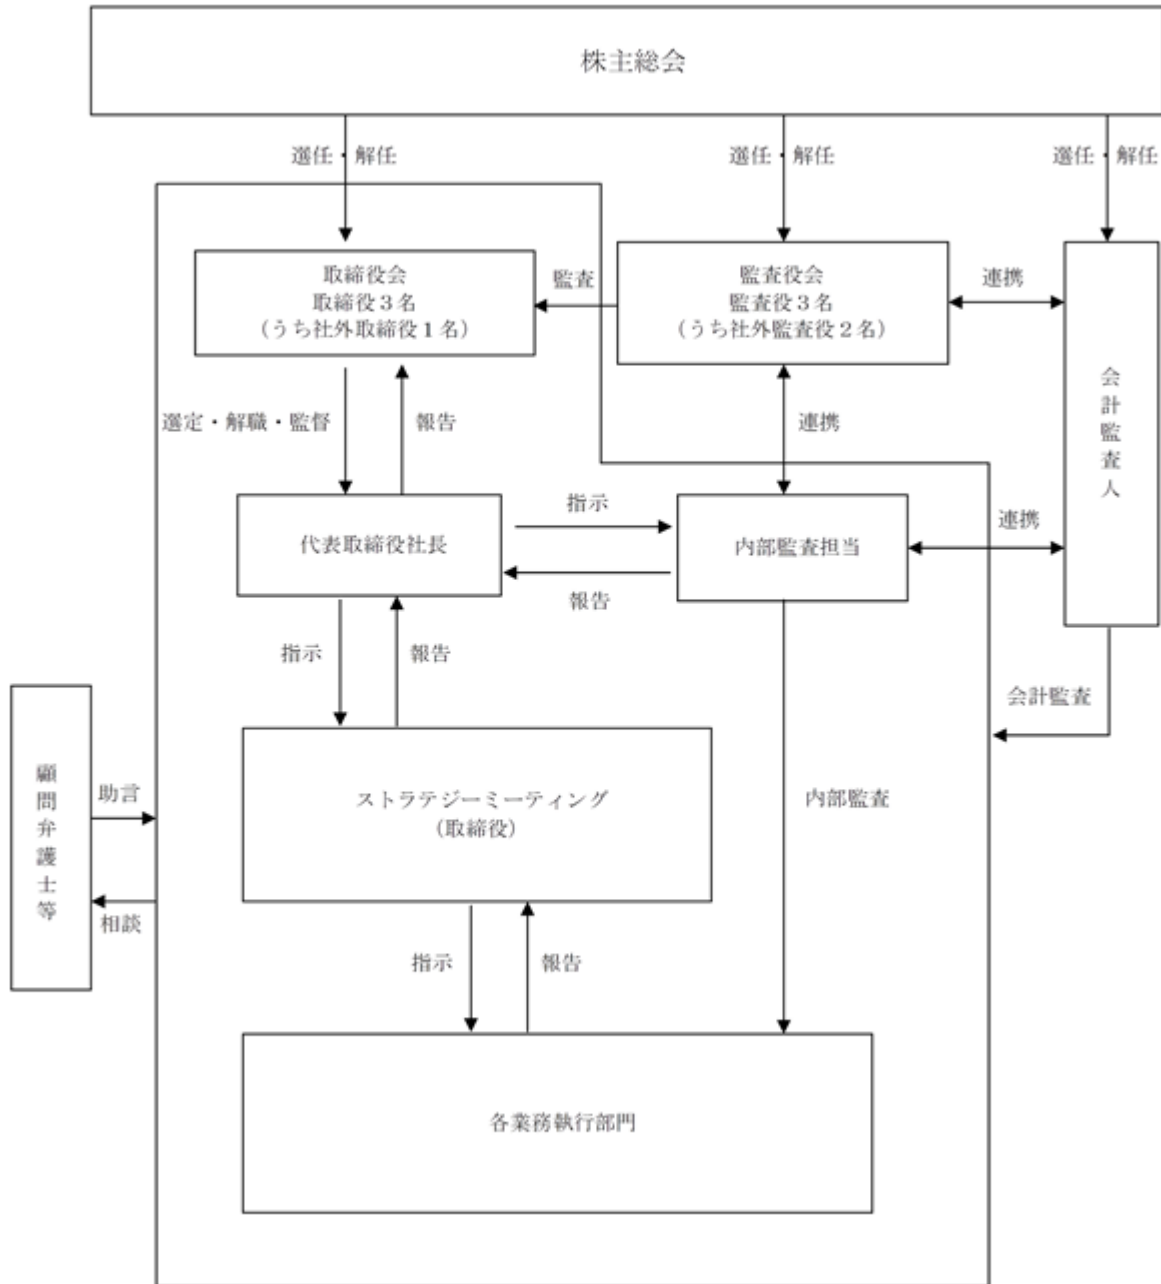 株主総会
選任・解任
選任・解任
選任・解任
取締役会
取締役３名
（うち社外取締役１名）
監査
監査役会
監査役３名
（うち社外監査役２名）
連携
会計監査人
選定・解職・監督
報告
連携
代表取締役社長
指示
報告
内部監査担当
連携
指示
報告
会計監査
顧問弁護士等
助言
相談
ストラテジーミーティング
（取締役）
内部監査
指示
報告
各業務執行部門